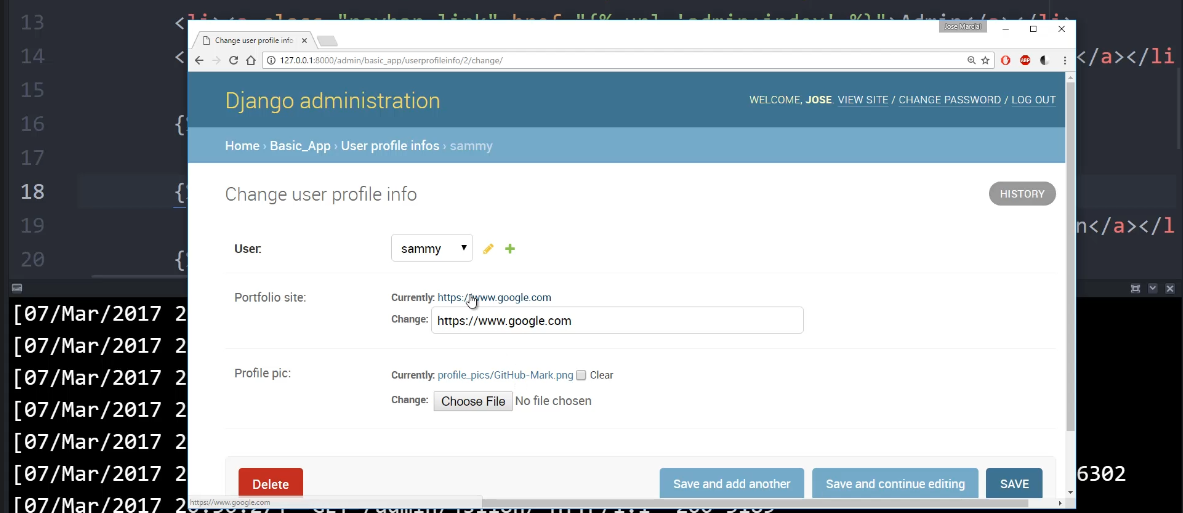 13 <li><a class="navbar-link" href="{% url 'admin:index' %}">Admin</a></li>
Jose Marcial
Change user profile info
14 < </a></li
127.0.0.1:8000/admin/basic_app/userprofileinfo/2/change/
15
Django administration
WELCOME, JOSE. VIEW SITE / CHANGE PASSWORD / LOG OUT
16 {%
Home › Basic_App › User profile infos › sammy
17
18 {%
Change user profile info
HISTORY
19 n</a></l
User: sammy
20 {%
Portfolio site: Currently: https://www.google.com
Change: https://www.google.com
[07/Mar/2017 2
[07/Mar/2017 2
[07/Mar/2017 2
Profile pic: Currently: profile_pics/GitHub-Mark.png Clear
Change: Choose File No file chosen
[07/Mar/2017 2
[07/Mar/2017 2
[07/Mar/2017 2 6302
Delete Save and add another Save and continue editing SAVE
https://www.google.com
[07/Mar/2017